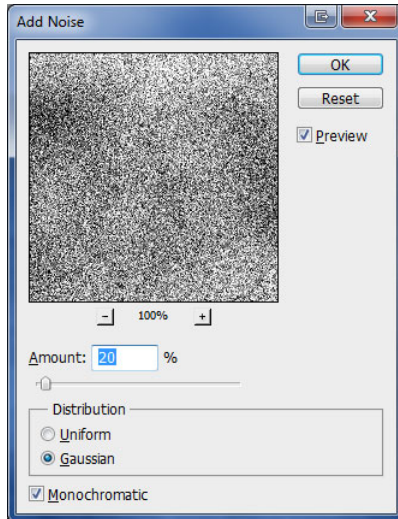 Add Noise
OK
Reset
Preview
- 100% +
Amount: 20 %
Distribution
Uniform
Gaussian
Monochromatic